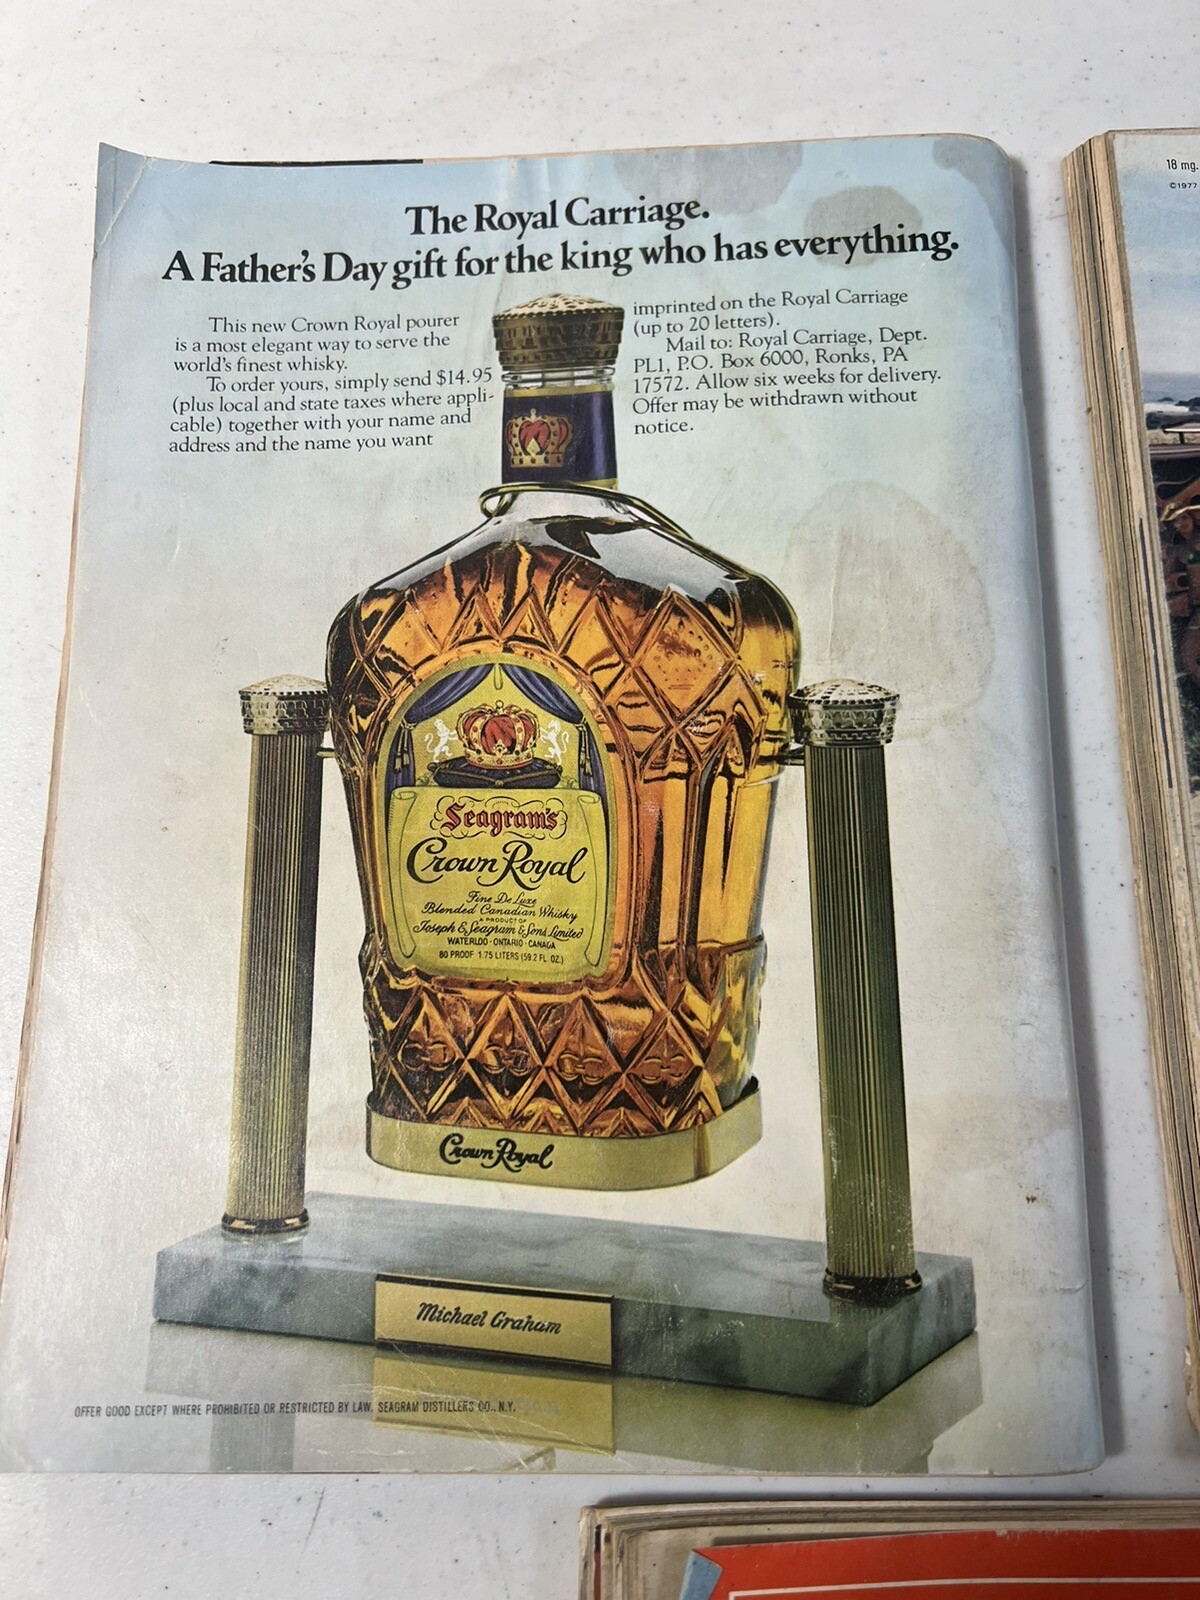 The Royal Carriage.
A Father's Day gift for the king who has everything.
This new Crown Royal pourer
is a most elegant way to serve the
world's finest whisky.
To order yours, simply send $14.95
(plus local and state taxes where appli-
cable) together with your name and
address and the name you want
imprinted on the Royal Carriage
(up to 20 letters).
Mail to: Royal Carriage, Dept.
PL1, P.O. Box 6000, Ronks, PA
17572. Allow six weeks for delivery.
Offer may be withdrawn without
notice.
Seagram's
Crown Royal
Fine De Luxe
Blended Canadian Whisky
A PRODUCT OF
Joseph E. Seagram & Sons Limited
WATERLOO · ONTARIO · CANADA
80 PROOF 1.75 LITERS (59.2 FL. OZ.)
Crown Royal
Michael Graham
OFFER GOOD EXCEPT WHERE PROHIBITED OR RESTRICTED BY LAW. SEAGRAM DISTILLERS CO., N.Y.
18 mg.
©1977